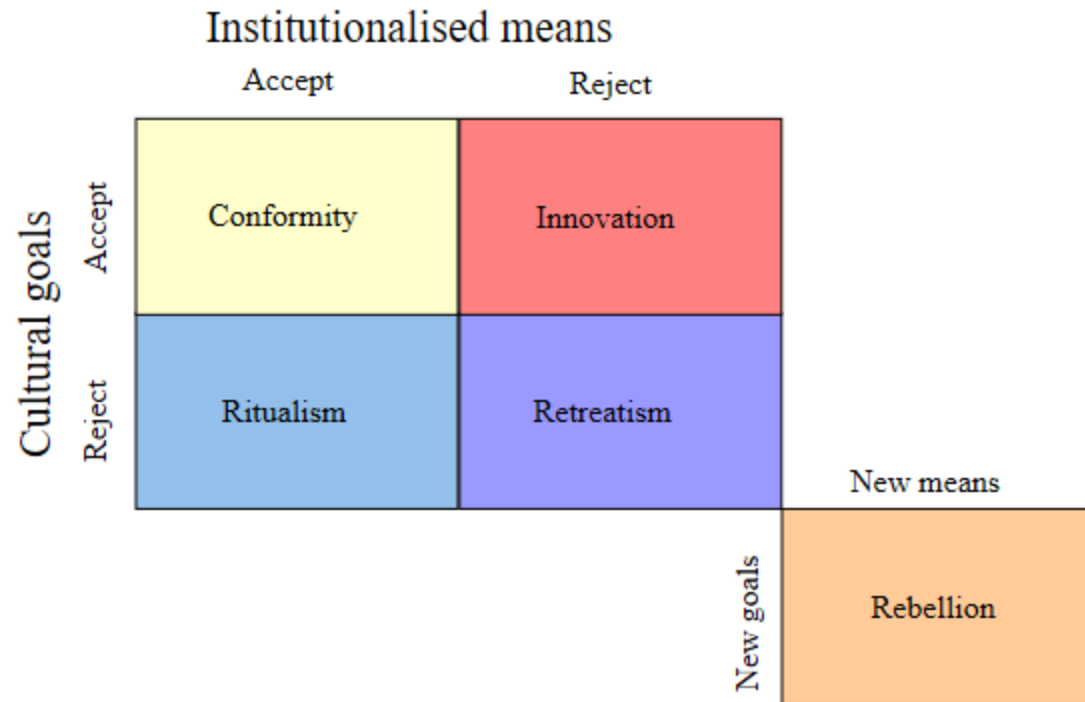 Institutionalised means
Accept
Reject
Cultural goals
Accept
Conformity
Innovation
Reject
Ritualism
Retreatism
New means
New goals
Rebellion